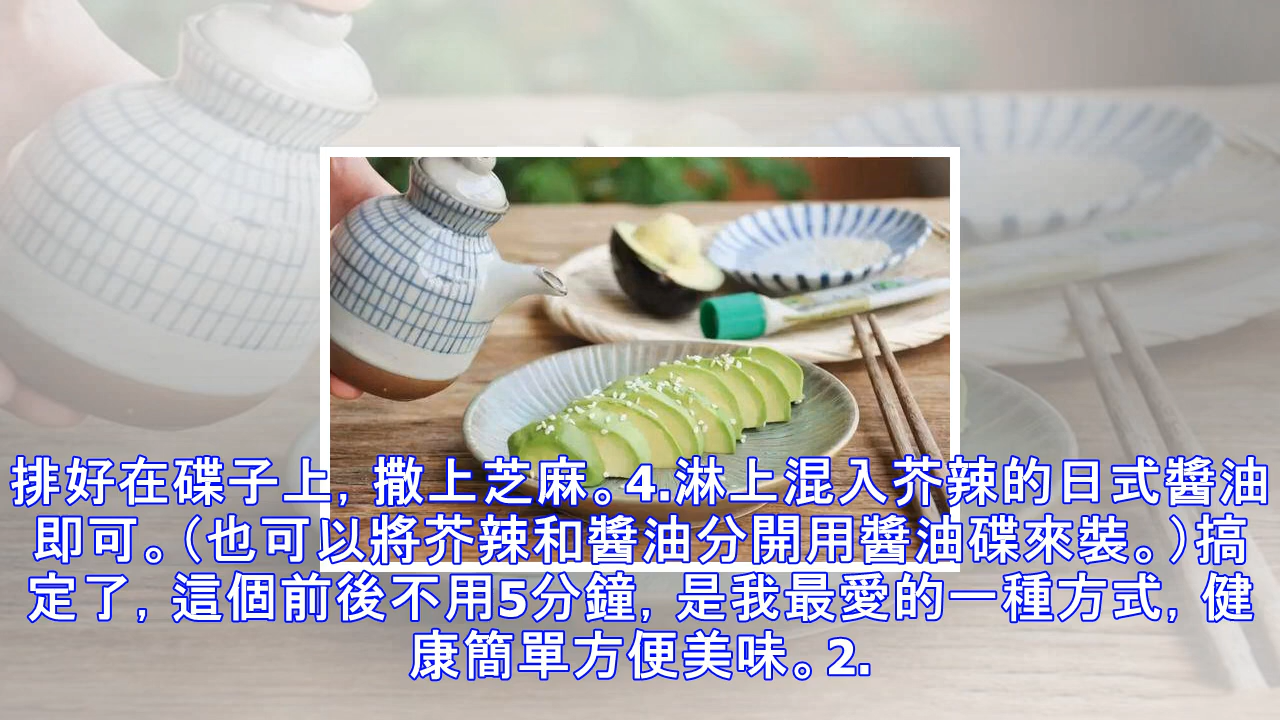 排好在碟子上, 撒上芝麻。4.淋上混入芥辣的日式醬油
即可。(也可以將芥辣和醬油分開用醬油碟來裝。)搞
定了, 這個前後不用5分鐘, 是我最愛的一種方式, 健
康簡單方便美味。2.